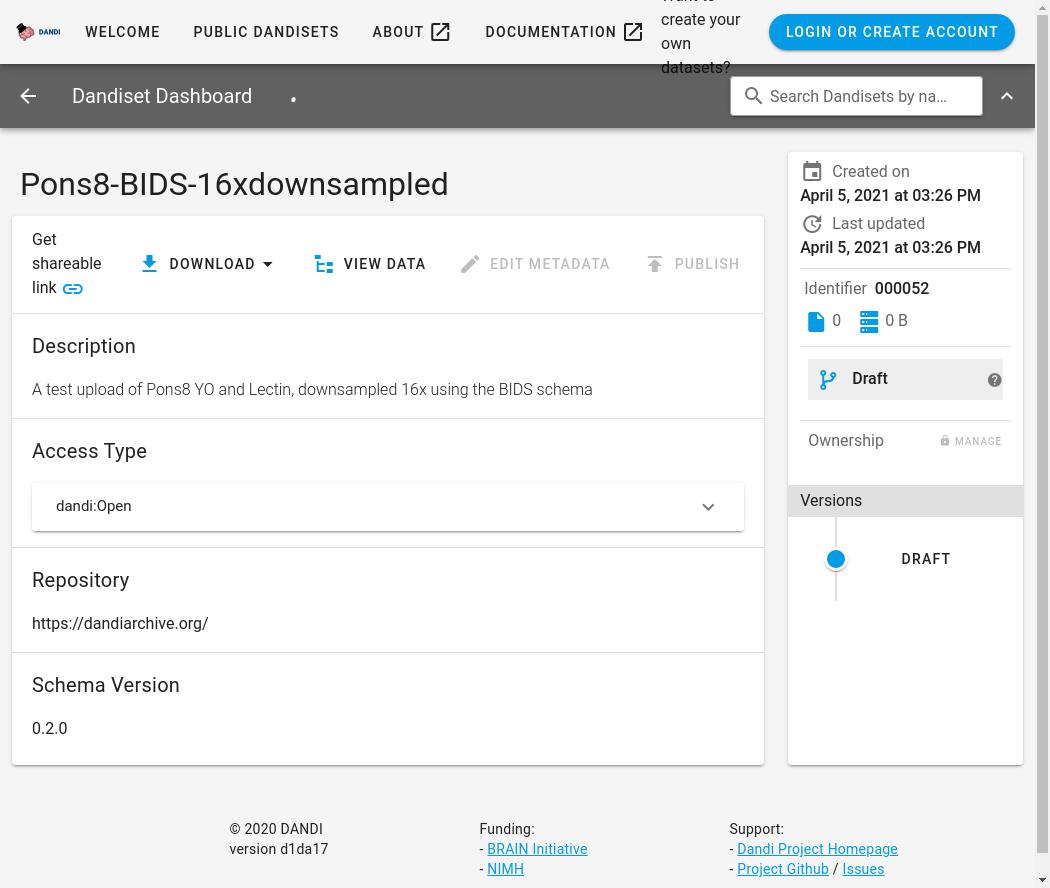 DANDI
WELCOME
PUBLIC DANDISETS
ABOUT
DOCUMENTATION
create your
own
datasets?
LOGIN OR CREATE ACCOUNT
Dandiset Dashboard
Search Dandisets by na…
Pons8-BIDS-16xdownsampled
Get
shareable
link
DOWNLOAD
VIEW DATA
EDIT METADATA
PUBLISH
Description
A test upload of Pons8 YO and Lectin, downsampled 16x using the BIDS schema
Access Type
dandi:Open
Repository
https://dandiarchive.org/
Schema Version
0.2.0
Created on
April 5, 2021 at 03:26 PM
Last updated
April 5, 2021 at 03:26 PM
Identifier 000052
0 0 B
Draft
Ownership MANAGE
Versions
DRAFT
© 2020 DANDI
version d1da17
Funding:
- BRAIN Initiative
- NIMH
Support:
- Dandi Project Homepage
- Project Github / Issues